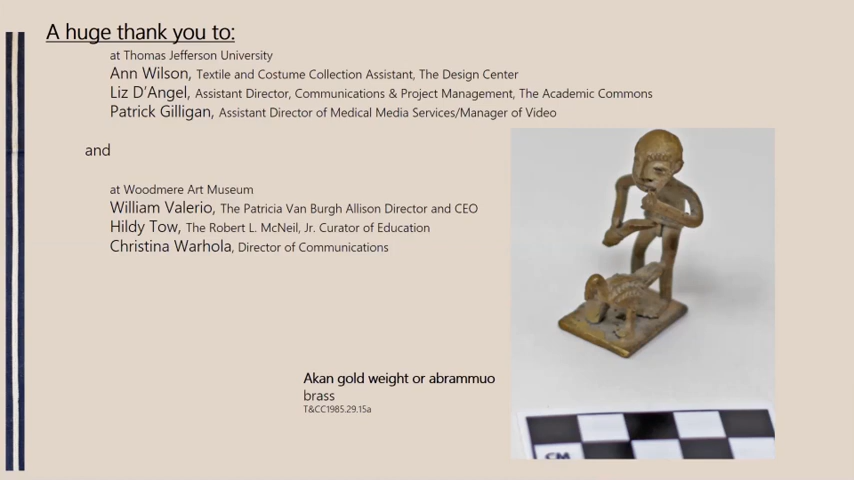 A huge thank you to:
at Thomas Jefferson University
Ann Wilson, Textile and Costume Collection Assistant, The Design Center
Liz D’Angel, Assistant Director, Communications & Project Management, The Academic Commons
Patrick Gilligan, Assistant Director of Medical Media Services/Manager of Video
and
at Woodmere Art Museum
William Valerio, The Patricia Van Burgh Allison Director and CEO
Hildy Tow, The Robert L. McNeil, Jr. Curator of Education
Christina Warhola, Director of Communications
Akan gold weight or abrammuo
brass
T&CC1985.29.15a
CM